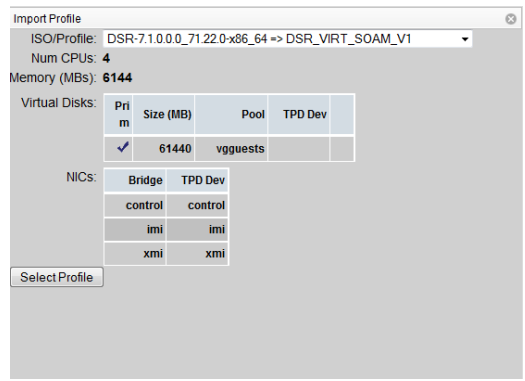 Import Profile
ISO/Profile: DSR-7.1.0.0.0_71.22.0-x86_64 => DSR_VIRT_SOAM_V1
Num CPUs: 4
Memory (MBs): 6144
Virtual Disks: Prim Size (MB) Pool TPD Dev
61440 vgguests
NICs: Bridge TPD Dev
control control
imi imi
xmi xmi
Select Profile